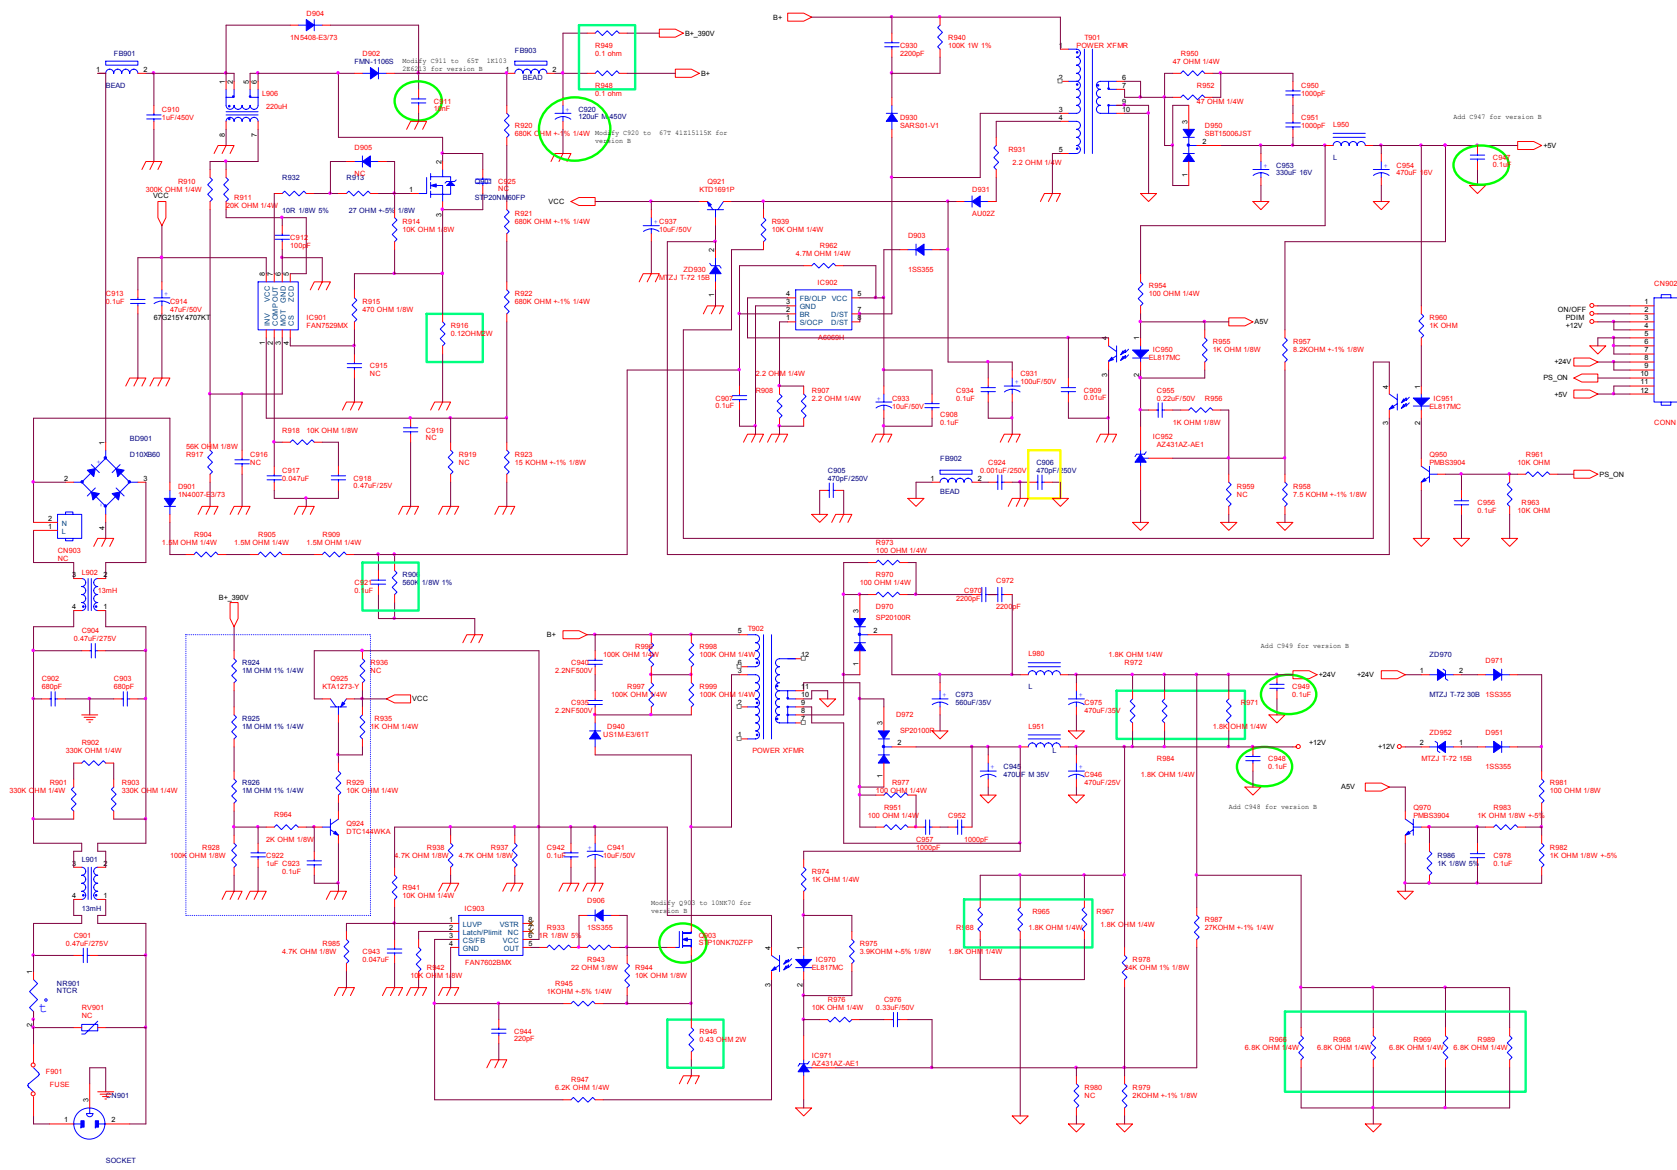 D904
1N5408-E3/73
FB901
1
2
BEAD
D902
FMN-1106S
Modify C911 to 65T 1K103
2K6213 for version B
FB903
1
2
BEAD
R949
0.1 ohm
B+_390V
R948
0.1 ohm
B+
C910
1uF/450V
L906
220uH
C911
10nF
C920
120uF M 450V
Modify C920 to 67T 41215115K for
version B
R920
680K OHM +-1% 1/4W
B+
C930
2200pF
R940
100K 1W 1%
T901
POWER X'FMR
R950
47 OHM 1/4W
R952
47 OHM 1/4W
C950
1000pF
C951
1000pF
D930
SARS01-V1
D950
SBT15006JST
L950
L
Add C947 for version B
C947
0.1uF
+5V
C953
330uF 16V
C954
470uF 16V
R931
2.2 OHM 1/4W
D905
NC
R910
300K OHM 1/4W
R911
20K OHM 1/4W
VCC
R932
10R 1/8W 5%
R913
27 OHM +-5% 1/8W
C925
NC
STP20NM60FP
R914
10K OHM 1/8W
R921
680K OHM +-1% 1/4W
Q921
KTD1691P
VCC
D931
AU02Z
C937
10uF/50V
R939
10K OHM 1/4W
D903
1SS355
ZD930
MTZJ T-72 15B
R962
4.7M OHM 1/4W
C912
100pF
C913
0.1uF
C914
47uF/50V
67G215Y4707KT
IC901
FAN7529MX
R915
470 OHM 1/8W
R916
0.12OHM2W
R922
680K OHM +-1% 1/4W
IC902
FB/OLP VCC
GND
BR D/ST
S/OCP D/ST
A6069H
R954
100 OHM 1/4W
A5V
IC950
EL817MC
R955
1K OHM 1/8W
R957
8.2KOHM +-1% 1/8W
R960
1K OHM
CN902
ON/OFF
PDIM
+12V
+24V
PS_ON
+5V
CONN
C915
NC
C907
0.1uF
2.2 OHM 1/4W
R908
R907
2.2 OHM 1/4W
C933
10uF/50V
C908
0.1uF
C934
0.1uF
C931
100uF/50V
C909
0.01uF
C955
0.22uF/50V
R956
1K OHM 1/8W
IC951
EL817MC
BD901
D10XB60
56K OHM 1/8W
R917
C916
NC
R918
10K OHM 1/8W
C917
0.047uF
C918
0.47uF/25V
C919
NC
R919
NC
R923
15 KOHM +-1% 1/8W
C905
470pF/250V
FB902
BEAD
C924
0.001uF/250V
C906
470pF/250V
IC952
AZ431AZ-AE1
R959
NC
R958
7.5 KOHM +-1% 1/8W
Q950
PMBS3904
R961
10K OHM
PS_ON
C956
0.1uF
R963
10K OHM
D901
1N4007-E3/73
N
L
CN903
NC
R904
1.5M OHM 1/4W
R905
1.5M OHM 1/4W
R909
1.5M OHM 1/4W
C921
0.1uF
R906
560K 1/8W 1%
R973
100 OHM 1/4W
R970
100 OHM 1/4W
C970
2200pF
C972
2200pF
L902
13mH
B+_390V
B+
T902
D970
SP20100R
C904
0.47uF/275V
C902
680pF
C903
680pF
R924
1M OHM 1% 1/4W
Q925
KTA1273-Y
R936
NC
VCC
R925
1M OHM 1% 1/4W
R935
1K OHM 1/4W
C940
2.2NF500V
R996
100K OHM 1/4W
R998
100K OHM 1/4W
C935
2.2NF500V
R997
100K OHM 1/4W
R999
100K OHM 1/4W
D940
US1M-E3/61T
POWER X'FMR
L980
L
1.8K OHM 1/4W
R972
Add C949 for version B
C949
0.1uF
+24V
C973
560uF/35V
C975
470uF/35V
R971
1.8K OHM 1/4W
D972
SP20100R
L951
L
R984
1.8K OHM 1/4W
+12V
C948
0.1uF
Add C948 for version B
C945
470UF M 35V
C946
470uF/25V
+24V
ZD970
MTZJ T-72 30B
D971
1SS355
+12V
ZD952
MTZJ T-72 15B
D951
1SS355
A5V
R981
100 OHM 1/8W
Q970
PMBS3904
R983
1K OHM 1/8W +-5%
R986
1K 1/8W 5%
C978
0.1uF
R982
1K OHM 1/8W +-5%
R902
330K OHM 1/4W
R901
330K OHM 1/4W
R903
330K OHM 1/4W
R926
1M OHM 1% 1/4W
R929
10K OHM 1/4W
R964
2K OHM 1/8W
Q924
DTC144WKA
R928
100K OHM 1/8W
C922
1uF
C923
0.1uF
R977
100 OHM 1/4W
R951
100 OHM 1/4W
C957
1000pF
C952
1000pF
R938
4.7K OHM 1/8W
R937
4.7K OHM 1/8W
C942
0.1uF
C941
10uF/50V
R974
1K OHM 1/4W
L901
13mH
R941
10K OHM 1/8W
Modify Q903 to 10NK70 for
version B
D906
1SS355
Q903
STP10NK70ZFP
IC903
LUVP VSTR
Latch/Plimit NC
CS/FB VCC
GND OUT
FAN7602BMX
R933
1R 1/8W 5%
R943
22 OHM 1/8W
R944
10K OHM 1/8W
R945
1KOHM +-5% 1/4W
C901
0.47uF/275V
R985
4.7K OHM 1/8W
C943
0.047uF
R942
10K OHM 1/8W
C944
220pF
IC970
EL817MC
R975
3.9KOHM +-5% 1/8W
R976
10K OHM 1/4W
C976
0.33uF/50V
R988
1.8K OHM 1/4W
R965
1.8K OHM 1/4W
R967
1.8K OHM 1/4W
R978
24K OHM 1% 1/8W
R987
27KOHM +-1% 1/4W
NR901
NTCR
RV901
NC
R946
0.43 OHM 2W
IC971
AZ431AZ-AE1
R966
6.8K OHM 1/4W
R968
6.8K OHM 1/4W
R969
6.8K OHM 1/4W
R989
6.8K OHM 1/4W
F901
FUSE
R947
6.2K OHM 1/4W
R980
NC
R979
2KOHM +-1% 1/8W
CN901
SOCKET